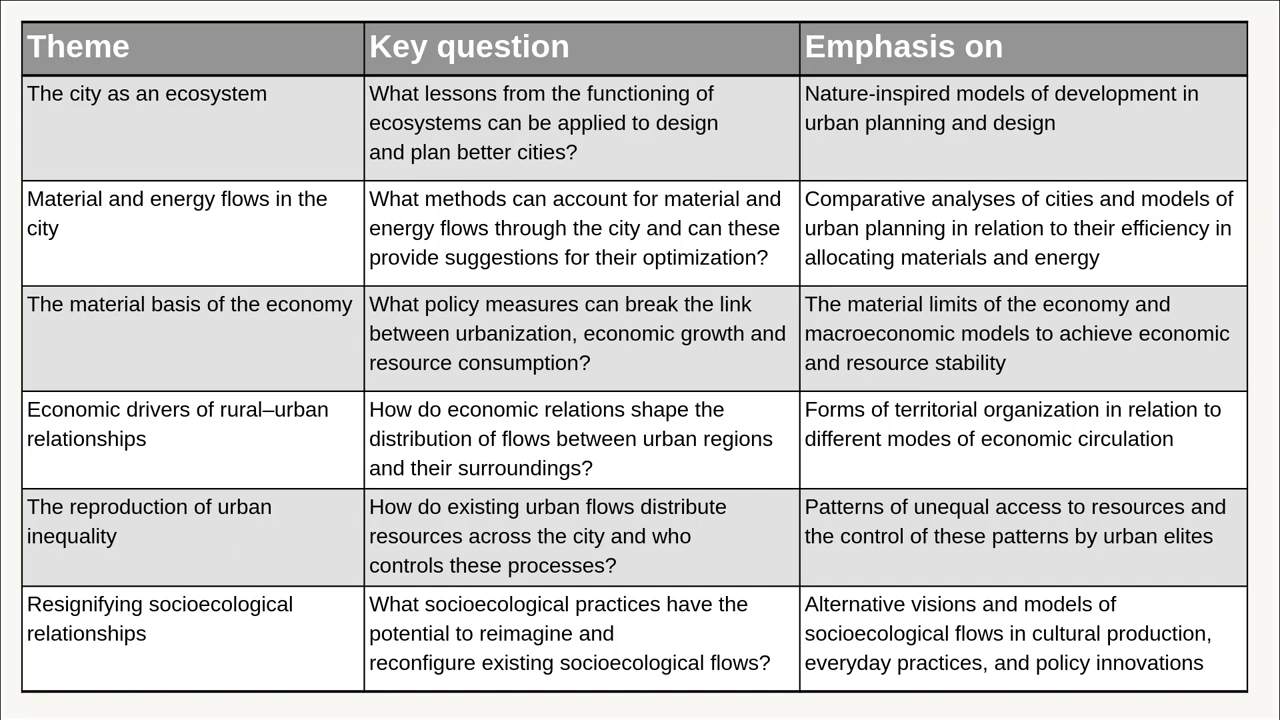 Theme
Key question
Emphasis on
The city as an ecosystem
What lessons from the functioning of
ecosystems can be applied to design
and plan better cities?
Nature-inspired models of development in
urban planning and design
Material and energy flows in the
city
What methods can account for material and
energy flows through the city and can these
provide suggestions for their optimization?
Comparative analyses of cities and models of
urban planning in relation to their efficiency in
allocating materials and energy
The material basis of the economy
What policy measures can break the link
between urbanization, economic growth and
resource consumption?
The material limits of the economy and
macroeconomic models to achieve economic
and resource stability
Economic drivers of rural–urban
relationships
How do economic relations shape the
distribution of flows between urban regions
and their surroundings?
Forms of territorial organization in relation to
different modes of economic circulation
The reproduction of urban
inequality
How do existing urban flows distribute
resources across the city and who
controls these processes?
Patterns of unequal access to resources and
the control of these patterns by urban elites
Resignifying socioecological
relationships
What socioecological practices have the
potential to reimagine and
reconfigure existing socioecological flows?
Alternative visions and models of
socioecological flows in cultural production,
everyday practices, and policy innovations